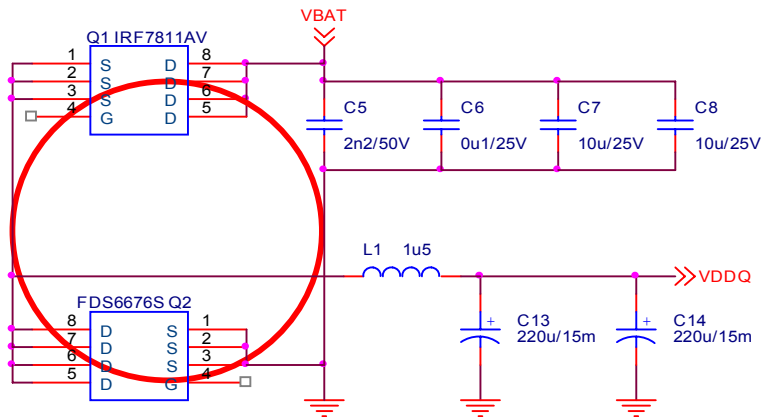 VBAT
Q1 IRF7811AV
1 S D 8
2 S D 7
3 S D 6
4 G D 5
C5
2n2/50V
C6
0u1/25V
C7
10u/25V
C8
10u/25V
L1 1u5
VDDQ
FDS6676S Q2
8 D S 1
7 D S 2
6 D S 3
5 D G 4
+
C13
220u/15m
+
C14
220u/15m